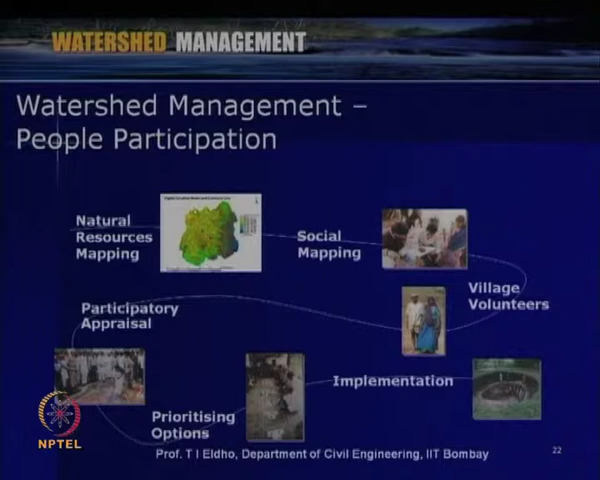 WATERSHED MANAGEMENT
Watershed Management –
People Participation
Natural
Resources
Mapping
Social
Mapping
Village
Volunteers
Participatory
Appraisal
Implementation
Prioritising
Options
NPTEL
Prof. T I Eldho, Department of Civil Engineering, IIT Bombay
22